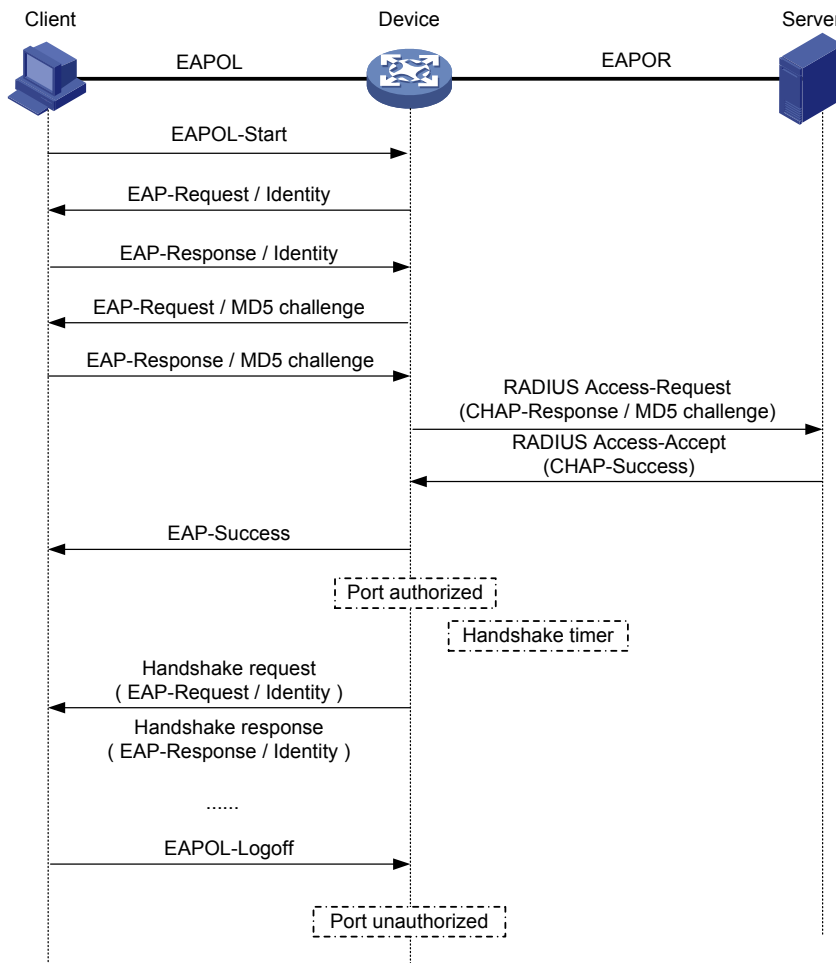 Client
Device
Server
EAPOL
EAPOR
EAPOL-Start
EAP-Request / Identity
EAP-Response / Identity
EAP-Request / MD5 challenge
EAP-Response / MD5 challenge
RADIUS Access-Request
(CHAP-Response / MD5 challenge)
RADIUS Access-Accept
(CHAP-Success)
EAP-Success
Port authorized
Handshake timer
Handshake request
( EAP-Request / Identity )
Handshake response
( EAP-Response / Identity )
......
EAPOL-Logoff
Port unauthorized